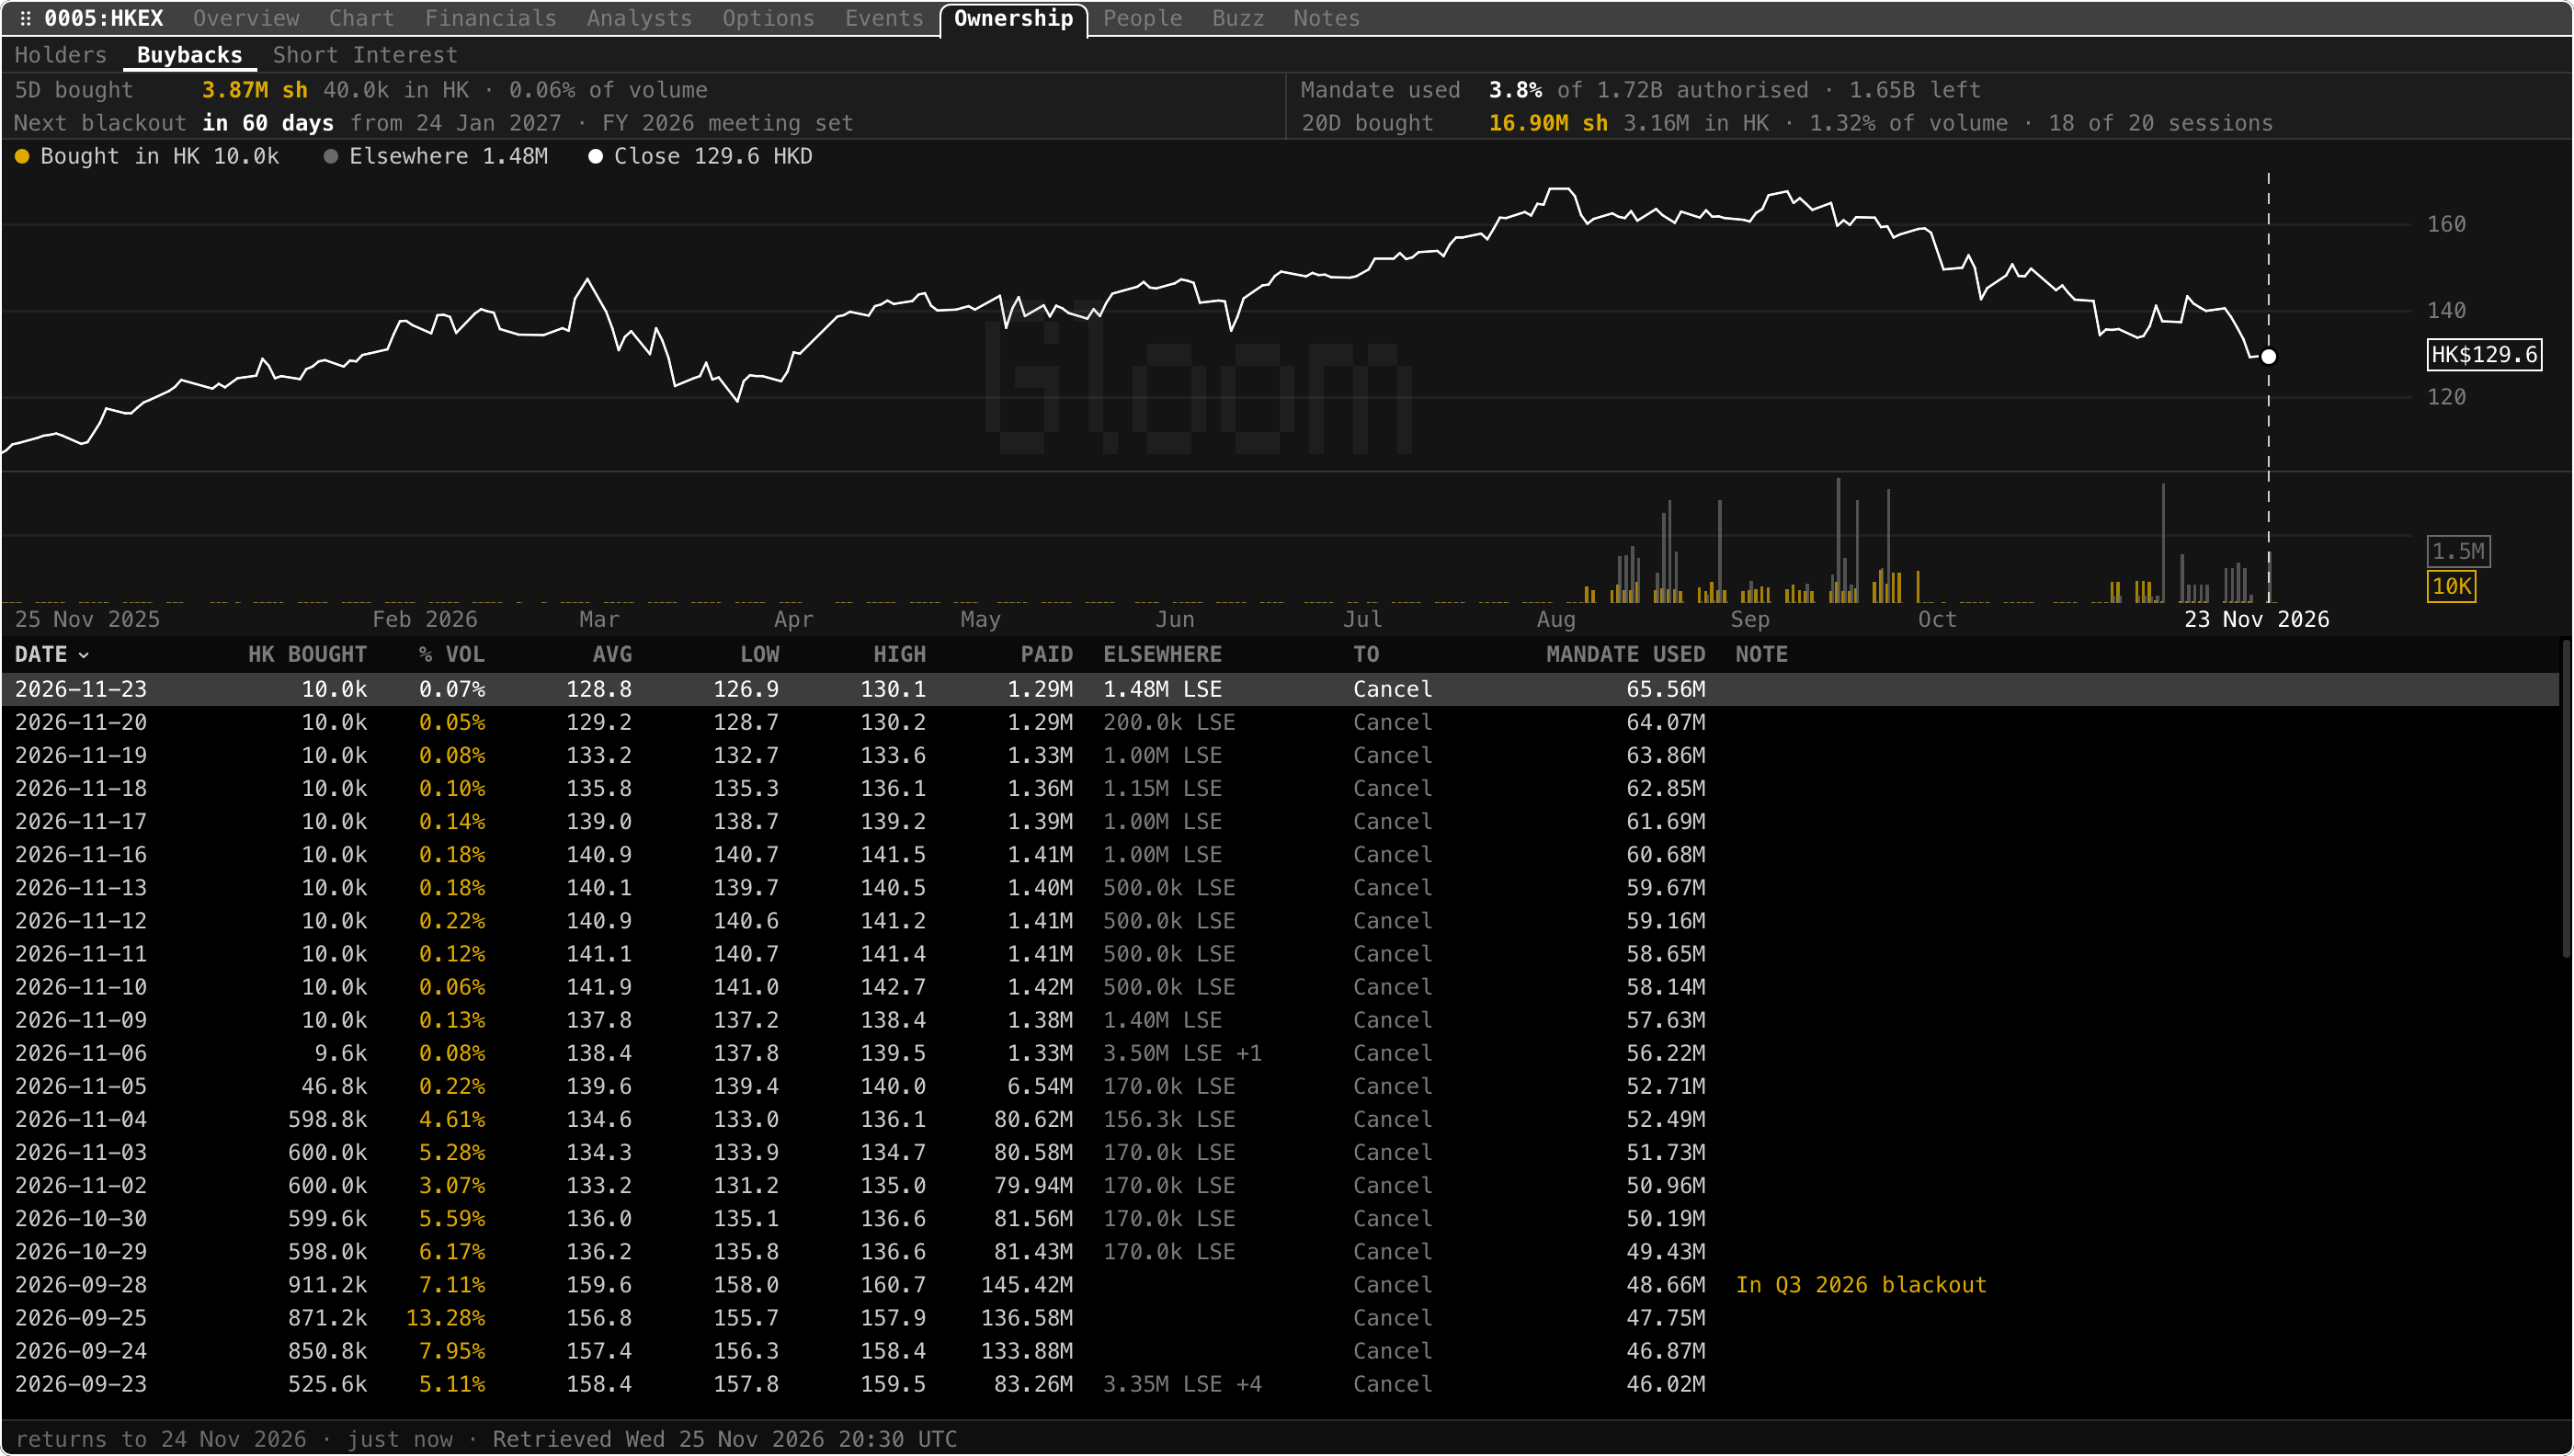 0005:HKEX Overview Chart Financials Analysts Options Events Ownership People Buzz Notes
Holders Buybacks Short Interest
5D bought 3.87M sh 40.0k in HK · 0.06% of volume
Mandate used 3.8% of 1.72B authorised · 1.65B left
Next blackout in 60 days from 24 Jan 2027 · FY 2026 meeting set
20D bought 16.90M sh 3.16M in HK · 1.32% of volume · 18 of 20 sessions
Bought in HK 10.0k Elsewhere 1.48M Close 129.6 HKD
160
140
HK$129.6
120
Gloom
1.5M
10K
25 Nov 2025 Feb 2026 Mar Apr May Jun Jul Aug Sep Oct 23 Nov 2026
DATE HK BOUGHT % VOL AVG LOW HIGH PAID ELSEWHERE TO MANDATE USED NOTE
2026-11-23 10.0k 0.07% 128.8 126.9 130.1 1.29M 1.48M LSE Cancel 65.56M
2026-11-20 10.0k 0.05% 129.2 128.7 130.2 1.29M 200.0k LSE Cancel 64.07M
2026-11-19 10.0k 0.08% 133.2 132.7 133.6 1.33M 1.00M LSE Cancel 63.86M
2026-11-18 10.0k 0.10% 135.8 135.3 136.1 1.36M 1.15M LSE Cancel 62.85M
2026-11-17 10.0k 0.14% 139.0 138.7 139.2 1.39M 1.00M LSE Cancel 61.69M
2026-11-16 10.0k 0.18% 140.9 140.7 141.5 1.41M 1.00M LSE Cancel 60.68M
2026-11-13 10.0k 0.18% 140.1 139.7 140.5 1.40M 500.0k LSE Cancel 59.67M
2026-11-12 10.0k 0.22% 140.9 140.6 141.2 1.41M 500.0k LSE Cancel 59.16M
2026-11-11 10.0k 0.12% 141.1 140.7 141.4 1.41M 500.0k LSE Cancel 58.65M
2026-11-10 10.0k 0.06% 141.9 141.0 142.7 1.42M 500.0k LSE Cancel 58.14M
2026-11-09 10.0k 0.13% 137.8 137.2 138.4 1.38M 1.40M LSE Cancel 57.63M
2026-11-06 9.6k 0.08% 138.4 137.8 139.5 1.33M 3.50M LSE +1 Cancel 56.22M
2026-11-05 46.8k 0.22% 139.6 139.4 140.0 6.54M 170.0k LSE Cancel 52.71M
2026-11-04 598.8k 4.61% 134.6 133.0 136.1 80.62M 156.3k LSE Cancel 52.49M
2026-11-03 600.0k 5.28% 134.3 133.9 134.7 80.58M 170.0k LSE Cancel 51.73M
2026-11-02 600.0k 3.07% 133.2 131.2 135.0 79.94M 170.0k LSE Cancel 50.96M
2026-10-30 599.6k 5.59% 136.0 135.1 136.6 81.56M 170.0k LSE Cancel 50.19M
2026-10-29 598.0k 6.17% 136.2 135.8 136.6 81.43M 170.0k LSE Cancel 49.43M
2026-09-28 911.2k 7.11% 159.6 158.0 160.7 145.42M Cancel 48.66M In Q3 2026 blackout
2026-09-25 871.2k 13.28% 156.8 155.7 157.9 136.58M Cancel 47.75M
2026-09-24 850.8k 7.95% 157.4 156.3 158.4 133.88M Cancel 46.87M
2026-09-23 525.6k 5.11% 158.4 157.8 159.5 83.26M 3.35M LSE +4 Cancel 46.02M
returns to 24 Nov 2026 · just now · Retrieved Wed 25 Nov 2026 20:30 UTC